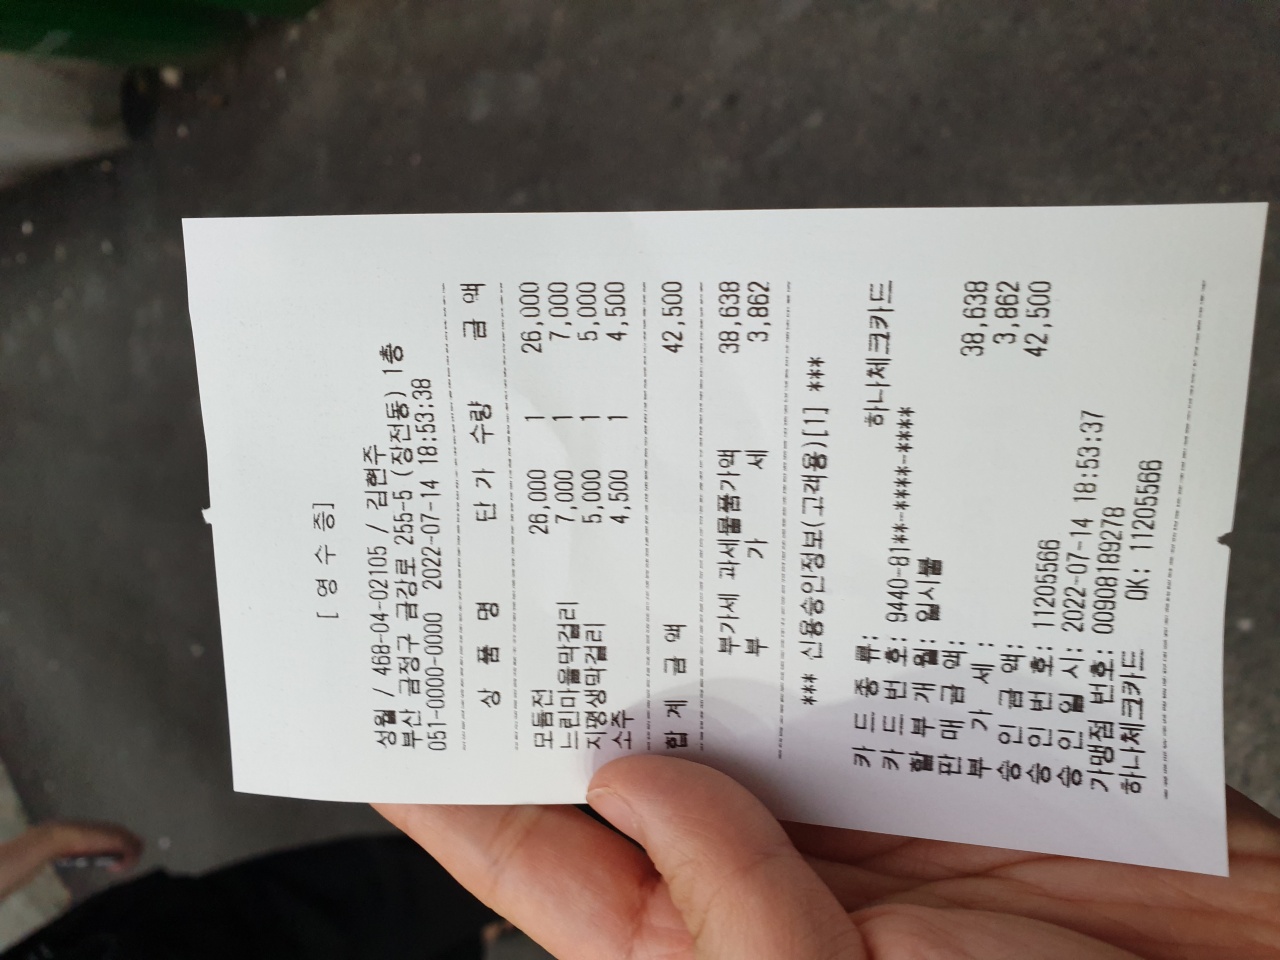 [ 영 수 증 ]
성월 / 468-04-02105 / 김현주
부산 금정구 금강로 255-5 (장전동) 1층
051-0000-0000 2022-07-14 18:53:38
상 품 명 단 가 수량 금 액
모듬전 26,000 1 26,000
느린마을막걸리 7,000 1 7,000
지평생막걸리 5,000 1 5,000
소주 4,500 1 4,500
합 계 금 액 42,500
부가세 과세물품가액 38,638
부 가 세 3,862
*** 신용승인정보(고객용)[1] ***
카 드 종 류: 하나체크카드
카 드 번 호: 9440-81**-****-****
할 부 개 월: 일시불
판 매 금 액: 38,638
부 가 세: 3,862
승 인 금 액: 42,500
승 인 번 호: 11205566
승 인 일 시: 2022-07-14 18:53:37
가맹점 번호: 00908189278
하나체크카드 OK: 11205566